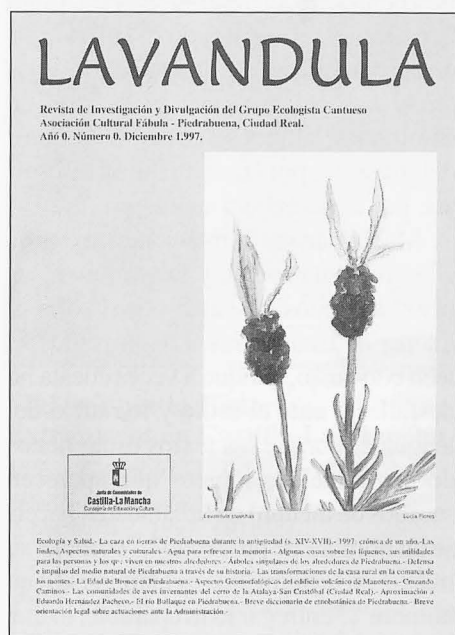 LAVANDULA
Revista de Investigación y Divulgación del Grupo Ecologista Cantueso
Asociación Cultural Fábula - Piedrabuena, Ciudad Real.
Añó 0. Número 0. Diciembre 1.997.
Junta de Comunidades de
Castilla-La Mancha
Consejería de Educación y Cultura
Lavandula
Lucía Perea
Ecología y Salud.- La caza en tierras de Piedrabuena durante la antigüedad (s. XIV-XVII).- 1997: crónica de un año.-Las
lindes, Aspectos naturales y culturales.- Agua para refrescar la memoria.- Algunas cosas sobre los líquenes, sus utilidades
para las personas y los que viven en nuestros alrededores.- Árboles singulares de los alrededores de Piedrabuena.- Defensa
e impulso del medio natural de Piedrabuena a través de su historia.- Las transformaciones de la casa rural en la comarca de
los montes.- La Edad de Bronce en Piedrabuena.- Aspectos Geomorfológicos del edificio volcánico de Manoteras.- Cruzando
Caminos.- Las comunidades de aves invernantes del cerro de la Atalaya-San Cristóbal (Ciudad Real).- Aproximación a
Eduardo Hernández Pacheco.- El río Bullaque en Piedrabuena.- Breve diccionario de etnobotánica de Piedrabuena.- Breve
orientación legal sobre actuaciones ante la Administración.-